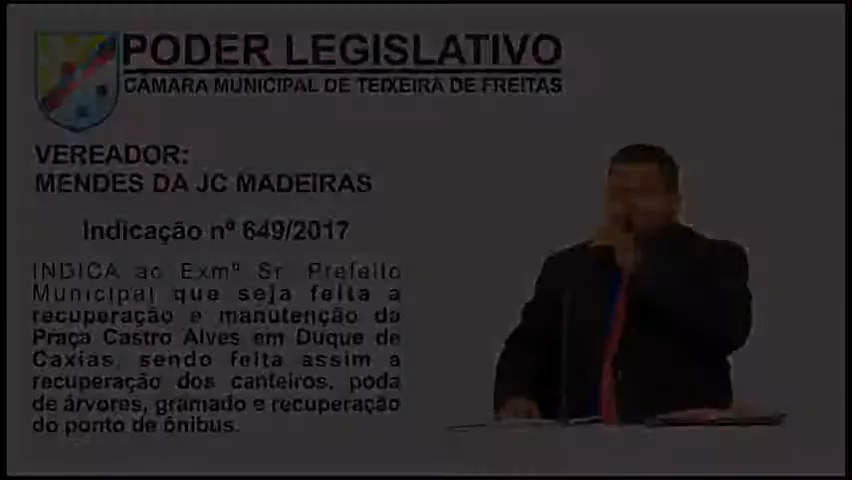 PODER LEGISLATIVO
CÂMARA MUNICIPAL DE TEIXEIRA DE FREITAS
VEREADOR:
MENDES DA JC MADEIRAS
Indicação nº 649/2017
INDICA ao Exmº Sr. Prefeito
Municipal que seja feita a
recuperação e manutenção da
Praça Castro Alves em Duque de
Caxias, sendo feita assim a
recuperação dos canteiros, poda
de árvores, gramado e recuperação
do ponto de ônibus.